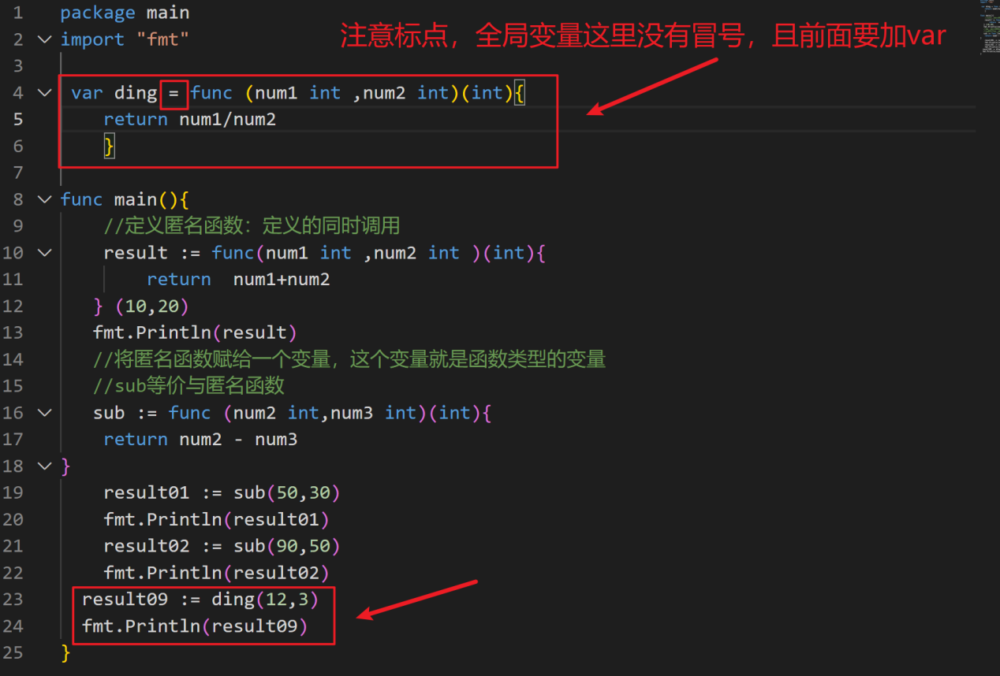 注意标点，全局变量这里没有冒号，且前面要加var
1 package main
2 import "fmt"
3
4 var ding = func (num1 int ,num2 int)(int){
5 return num1/num2
6 }
7
8 func main(){
9 //定义匿名函数：定义的同时调用
10 result := func(num1 int ,num2 int )(int){
11 return  num1+num2
12 } (10,20)
13 fmt.Println(result)
14 //将匿名函数赋给一个变量，这个变量就是函数类型的变量
15 //sub等价与匿名函数
16 sub := func (num2 int,num3 int)(int){
17 return num2 - num3
18 }
19 result01 := sub(50,30)
20 fmt.Println(result01)
21 result02 := sub(90,50)
22 fmt.Println(result02)
23 result09 := ding(12,3)
24 fmt.Println(result09)
25 }